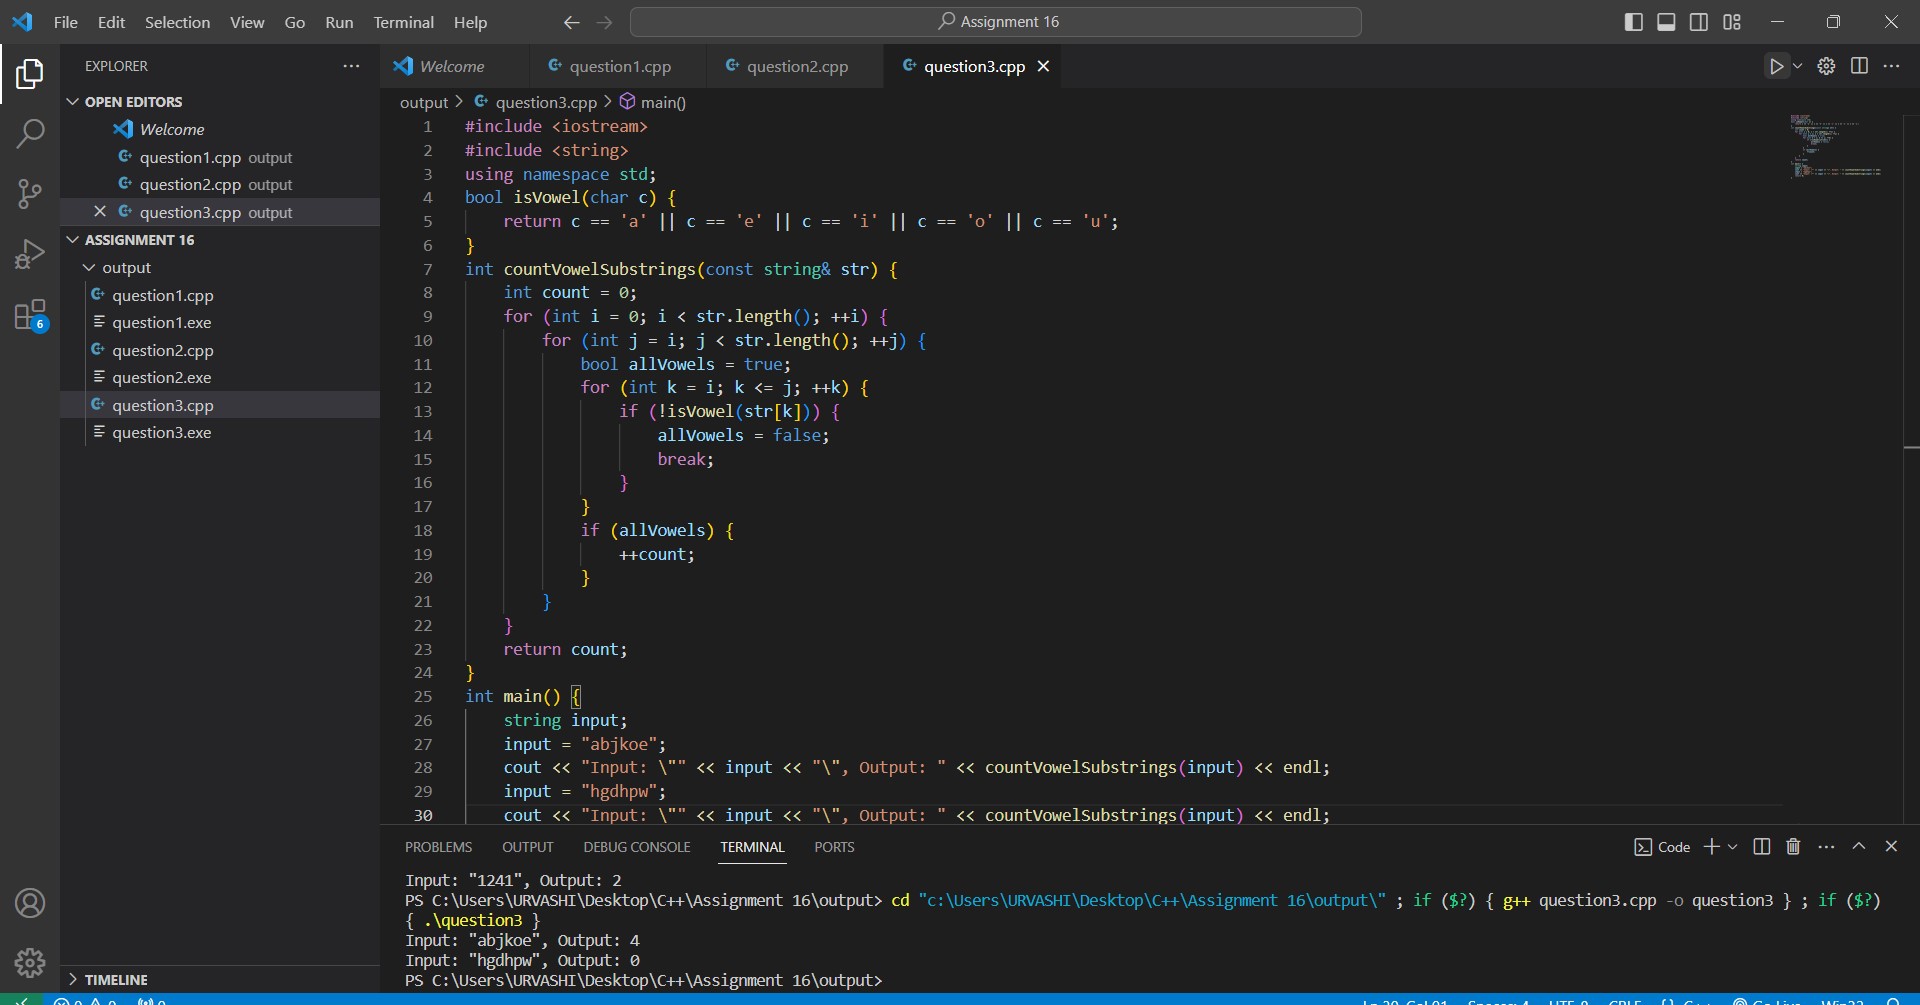 File Edit Selection View Go Run Terminal Help
Assignment 16
EXPLORER
OPEN EDITORS
Welcome
question1.cpp output
question2.cpp output
question3.cpp output
ASSIGNMENT 16
output
question1.cpp
question1.exe
question2.cpp
question2.exe
question3.cpp
question3.exe
6
TIMELINE
Welcome question1.cpp question2.cpp question3.cpp
output > question3.cpp > main()
1 #include <iostream>
2 #include <string>
3 using namespace std;
4 bool isVowel(char c) {
5     return c == 'a' || c == 'e' || c == 'i' || c == 'o' || c == 'u';
6 }
7 int countVowelSubstrings(const string& str) {
8     int count = 0;
9     for (int i = 0; i < str.length(); ++i) {
10         for (int j = i; j < str.length(); ++j) {
11             bool allVowels = true;
12             for (int k = i; k <= j; ++k) {
13                 if (!isVowel(str[k])) {
14                     allVowels = false;
15                     break;
16                 }
17             }
18             if (allVowels) {
19                 ++count;
20             }
21         }
22     }
23     return count;
24 }
25 int main() {
26     string input;
27     input = "abjkoe";
28     cout << "Input: \"" << input << "\", Output: " << countVowelSubstrings(input) << endl;
29     input = "hgdhpw";
30     cout << "Input: \"" << input << "\", Output: " << countVowelSubstrings(input) << endl;
PROBLEMS OUTPUT DEBUG CONSOLE TERMINAL PORTS
Code
Input: "1241", Output: 2
PS C:\Users\URVASHI\Desktop\C++\Assignment 16\output> cd "c:\Users\URVASHI\Desktop\C++\Assignment 16\output\" ; if ($?) { g++ question3.cpp -o question3 } ; if ($?)
{ .\question3 }
Input: "abjkoe", Output: 4
Input: "hgdhpw", Output: 0
PS C:\Users\URVASHI\Desktop\C++\Assignment 16\output>